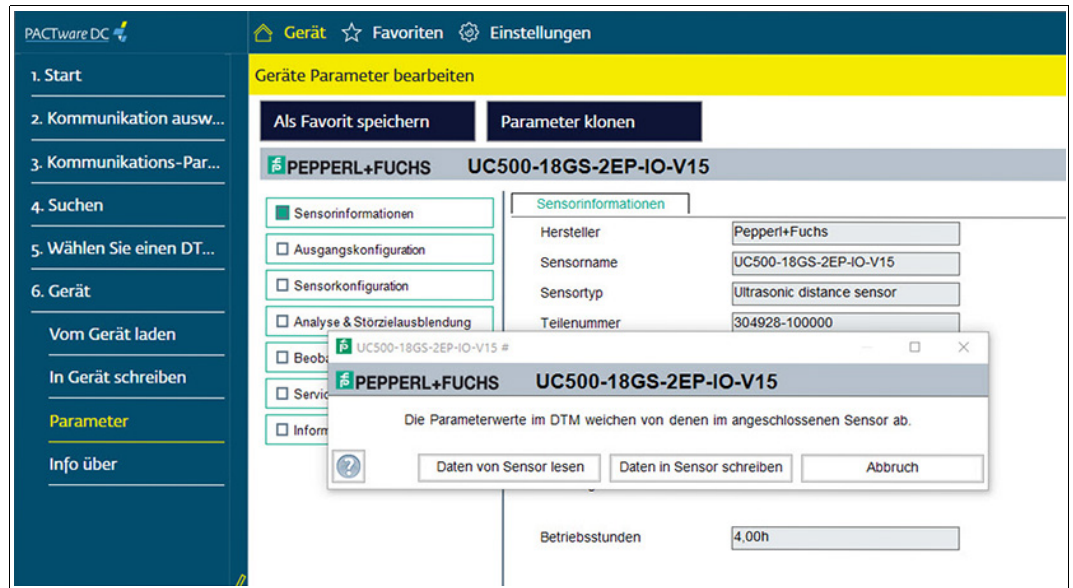 PACTware DC
Gerät Favoriten Einstellungen
1. Start
2. Kommunikation ausw...
3. Kommunikations-Par...
4. Suchen
5. Wählen Sie einen DT...
6. Gerät
Vom Gerät laden
In Gerät schreiben
Parameter
Info über
Geräte Parameter bearbeiten
Als Favorit speichern Parameter klonen
PEPPERL+FUCHS UC500-18GS-2EP-IO-V15
Sensorinformationen
Ausgangskonfiguration
Sensorkonfiguration
Analyse & Störzielausblendung
Sensorinformationen
Hersteller Pepperl+Fuchs
Sensorname UC500-18GS-2EP-IO-V15
Sensortyp Ultrasonic distance sensor
Teilenummer 304928-100000
UC500-18GS-2EP-IO-V15 #
PEPPERL+FUCHS UC500-18GS-2EP-IO-V15
Die Parameterwerte im DTM weichen von denen im angeschlossenen Sensor ab.
Daten von Sensor lesen Daten in Sensor schreiben Abbruch
Betriebsstunden 4,00h